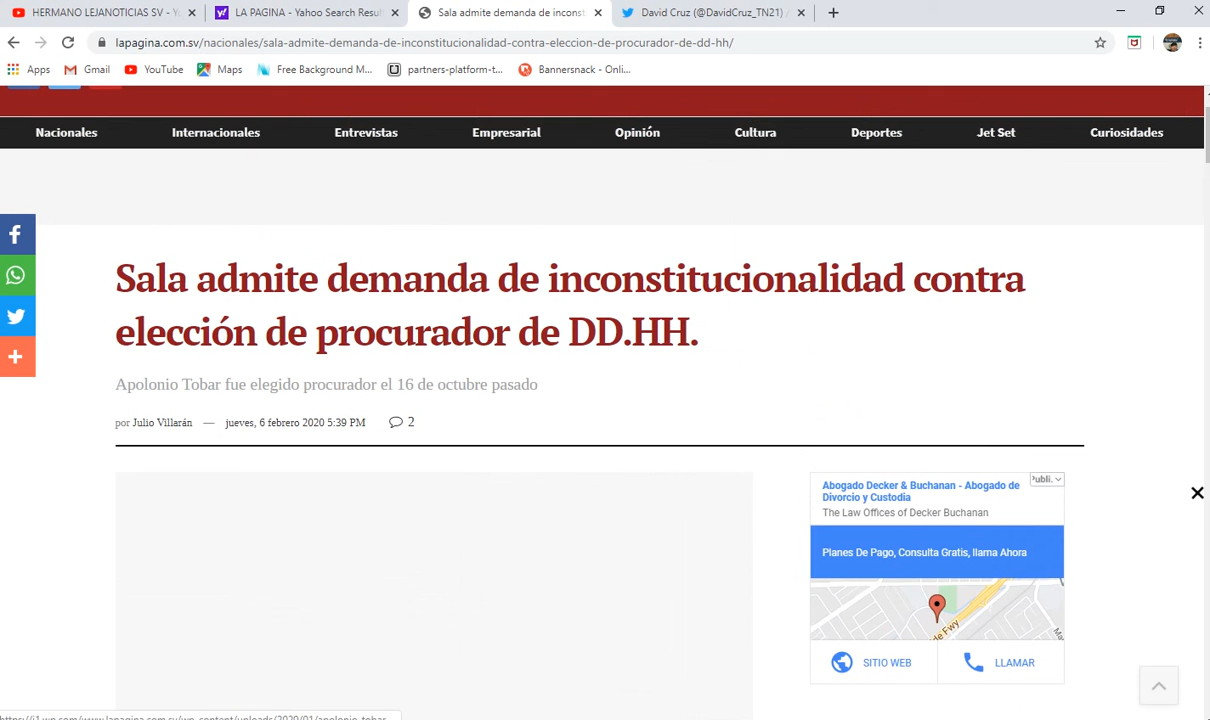 HERMANO LEJANOTICIAS SV - Y
LA PAGINA - Yahoo Search Resul
Sala admite demanda de inconst
David Cruz (@DavidCruz_TN21) /
lapagina.com.sv/nacionales/sala-admite-demanda-de-inconstitucionalidad-contra-eleccion-de-procurador-de-dd-hh/
Apps Gmail YouTube Maps Free Background M... partners-platform-t... Bannersnack - Onli...
Nacionales Internacionales Entrevistas Empresarial Opinión Cultura Deportes Jet Set Curiosidades
Sala admite demanda de inconstitucionalidad contra
elección de procurador de DD.HH.
Apolonio Tobar fue elegido procurador el 16 de octubre pasado
por Julio Villarán — jueves, 6 febrero 2020 5:39 PM 2
Publi.
Abogado Decker & Buchanan - Abogado de
Divorcio y Custodia
The Law Offices of Decker Buchanan
Planes De Pago, Consulta Gratis, llama Ahora
de Fwy
SITIO WEB LLAMAR